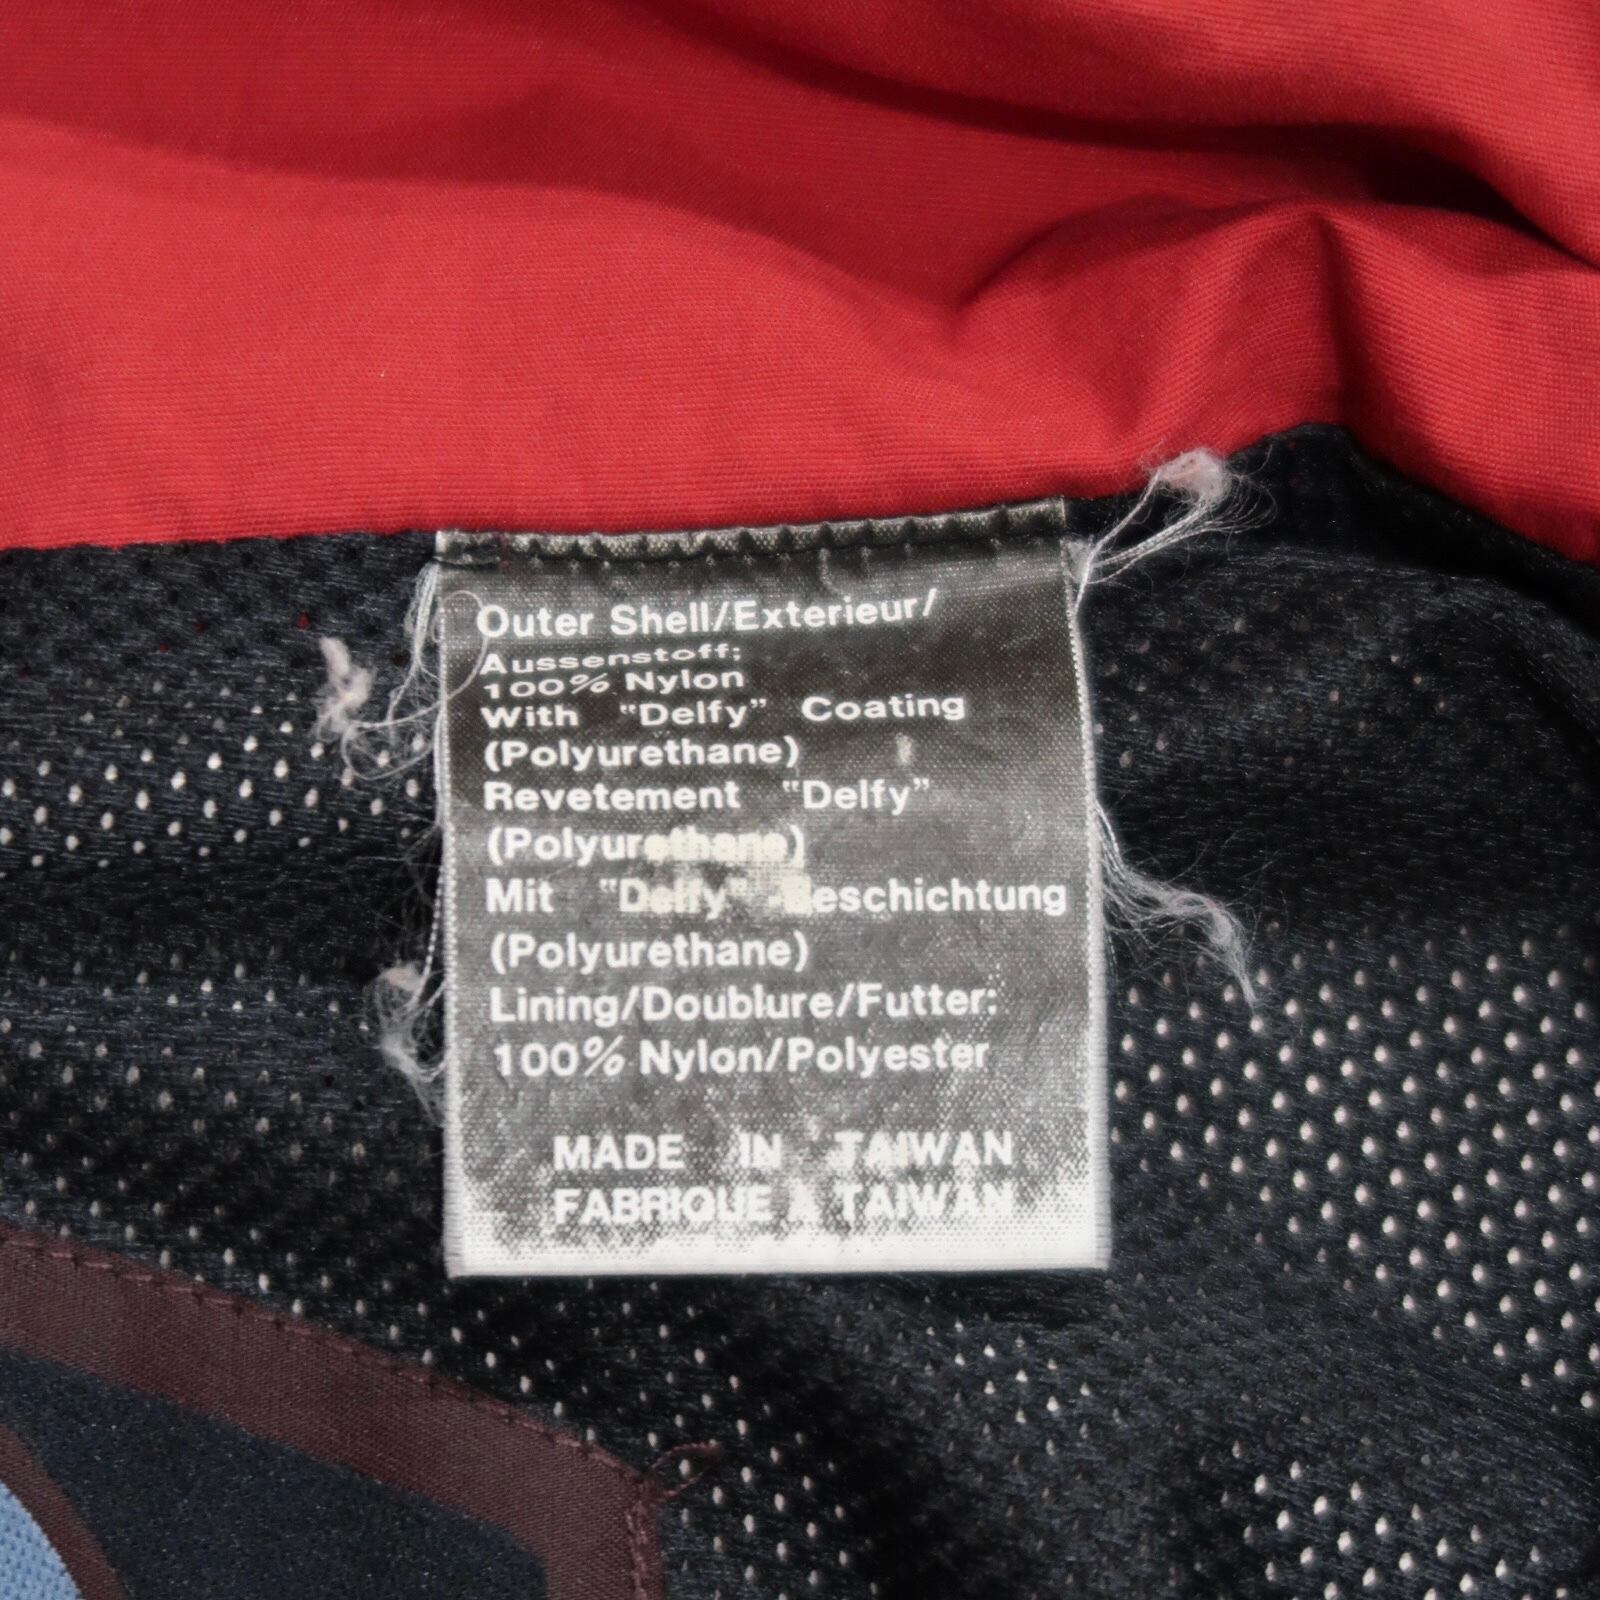 Outer Shell/Exterieur/
Aussenstoff:
100% Nylon
With "Delfy" Coating
(Polyurethane)
Revetement "Delfy"
(Polyurethane)
Mit "Delfy" -Beschichtung
(Polyurethane)
Lining/Doublure/Futter:
100% Nylon/Polyester
MADE IN TAIWAN
FABRIQUE A TAIWAN